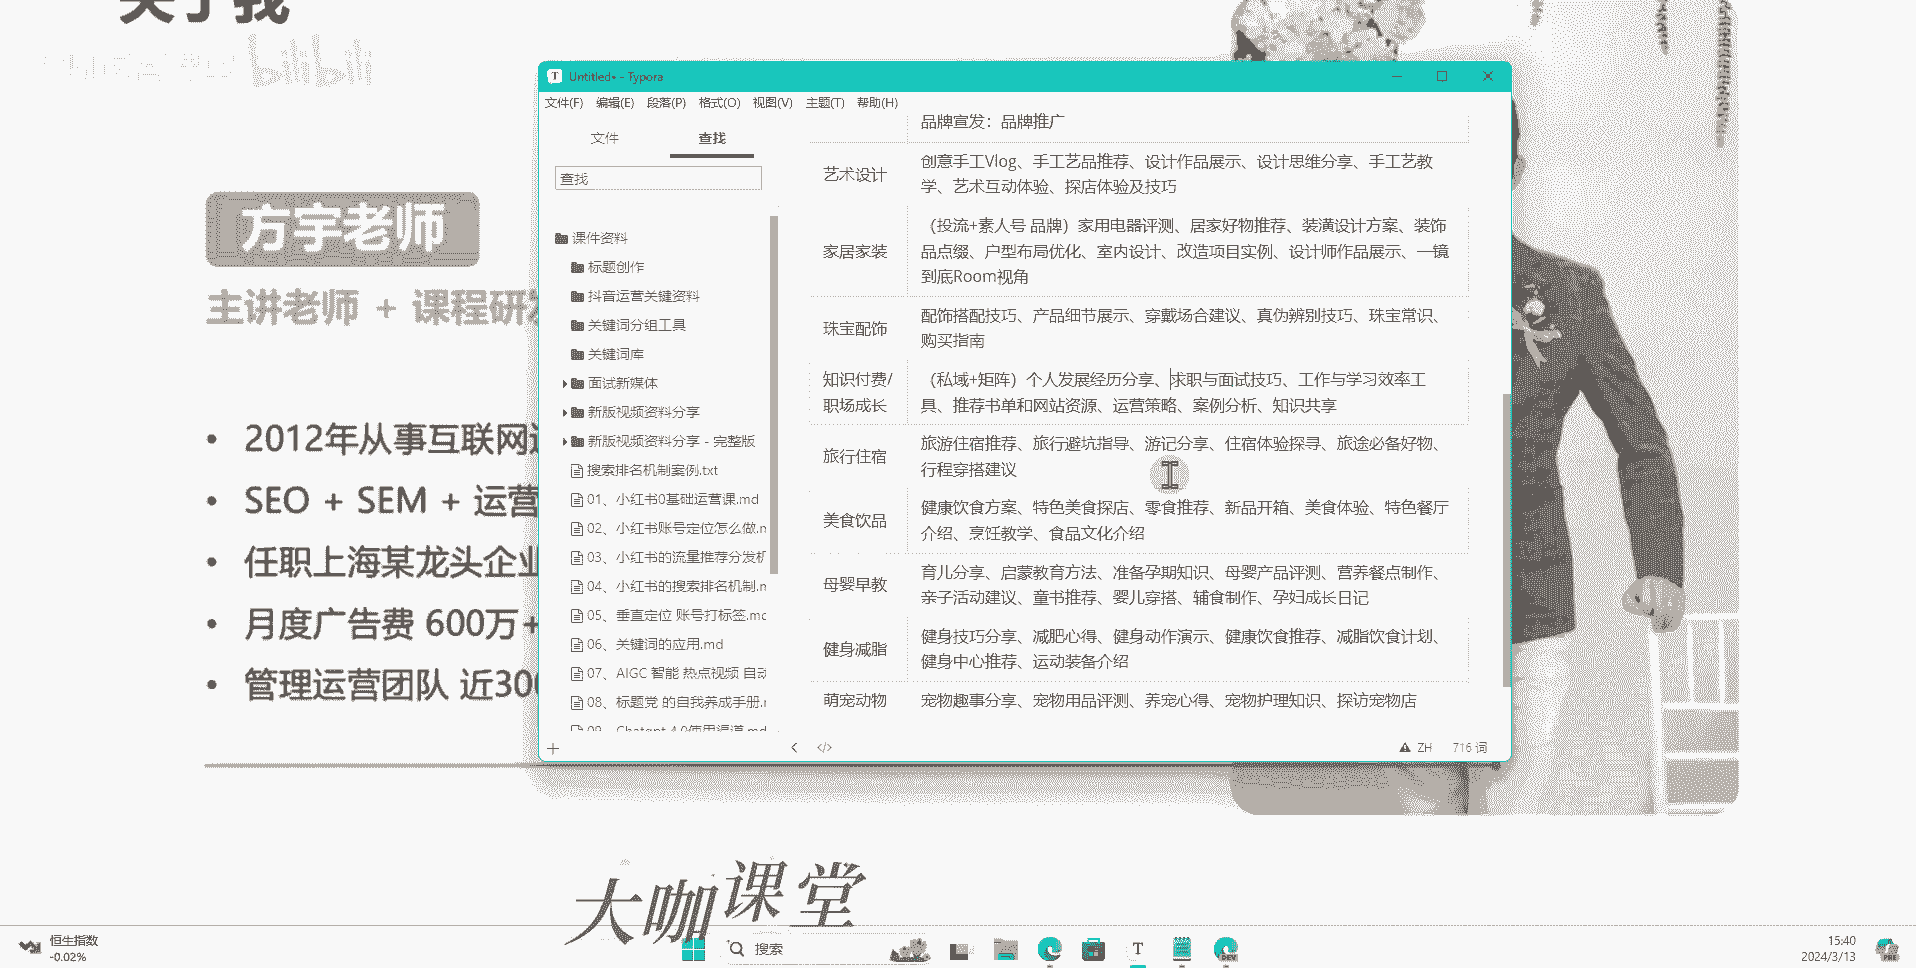 关于我
bilibili
方宇老师
主讲老师 + 课程研发
2012年从事互联网运
SEO + SEM + 运营
任职上海某龙头企业
月度广告费 600万+
管理运营团队 近300
Untitled• - Typora
文件(F) 编辑(E) 段落(P) 格式(O) 视图(V) 主题(T) 帮助(H)
文件 查找
查找
课件资料
标题创作
抖音运营关键资料
关键词分组工具
关键词库
面试新媒体
新版视频资料分享
新版视频资料分享 - 完整版
搜索排名机制案例.txt
01、小红书0基础运营课.md
02、小红书账号定位怎么做.m
03、小红书的流量推荐分发机
04、小红书的搜索排名机制.m
05、垂直定位 账号打标签.mc
06、关键词的应用.md
07、AIGC 智能 热点视频 自动
08、标题党 的自我养成手册.r
09、Chatgpt 4.0使用渠道.md
品牌宣发：品牌推广
艺术设计
创意手工Vlog、手工艺品推荐、设计作品展示、设计思维分享、手工艺教
学、艺术互动体验、探店体验及技巧
家居家装
（投流+素人号 品牌）家用电器评测、居家好物推荐、装潢设计方案、装饰
品点缀、户型布局优化、室内设计、改造项目实例、设计师作品展示、一镜
到底Room视角
珠宝配饰
配饰搭配技巧、产品细节展示、穿戴场合建议、真伪辨别技巧、珠宝常识、
购买指南
知识付费/
职场成长
（私域+矩阵）个人发展经历分享、求职与面试技巧、工作与学习效率工
具、推荐书单和网站资源、运营策略、案例分析、知识共享
旅行住宿
旅游住宿推荐、旅行避坑指导、游记分享、住宿体验探寻、旅途必备好物、
行程穿搭建议
美食饮品
健康饮食方案、特色美食探店、零食推荐、新品开箱、美食体验、特色餐厅
介绍、烹饪教学、食品文化介绍
母婴早教
育儿分享、启蒙教育方法、准备孕期知识、母婴产品评测、营养餐点制作、
亲子活动建议、童书推荐、婴儿穿搭、辅食制作、孕妇成长日记
健身减脂
健身技巧分享、减肥心得、健身动作演示、健康饮食推荐、减脂饮食计划、
健身中心推荐、运动装备介绍
萌宠动物
宠物趣事分享、宠物用品评测、养宠心得、宠物护理知识、探访宠物店
ZH 716 词
大咖课堂
恒生指数
-0.02%
搜索
DEV
15:40
2024/3/13
PRE